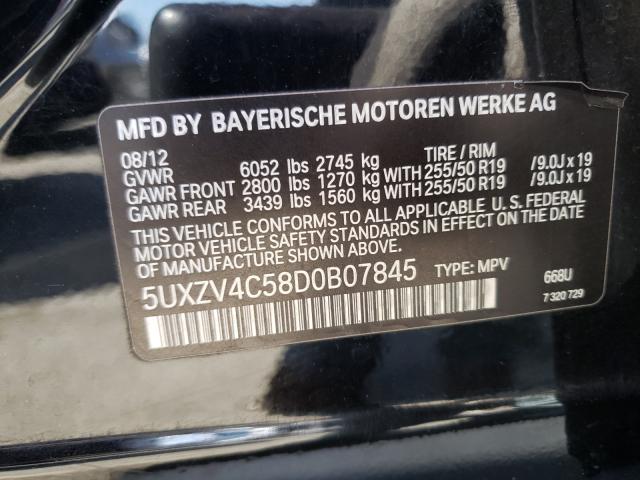 MFD BY BAYERISCHE MOTOREN WERKE AG
08/12 TIRE / RIM
GVWR 6052 lbs 2745 kg
GAWR FRONT 2800 lbs 1270 kg WITH 255/50 R19 /9.0J x 19
GAWR REAR 3439 lbs 1560 kg WITH 255/50 R19 /9.0J x 19
THIS VEHICLE CONFORMS TO ALL APPLICABLE U. S. FEDERAL
MOTOR VEHICLE SAFETY STANDARDS IN EFFECT ON THE DATE
OF MANUFACTURE SHOWN ABOVE.
5UXZV4C58D0B07845 TYPE: MPV 668U
7 320 729